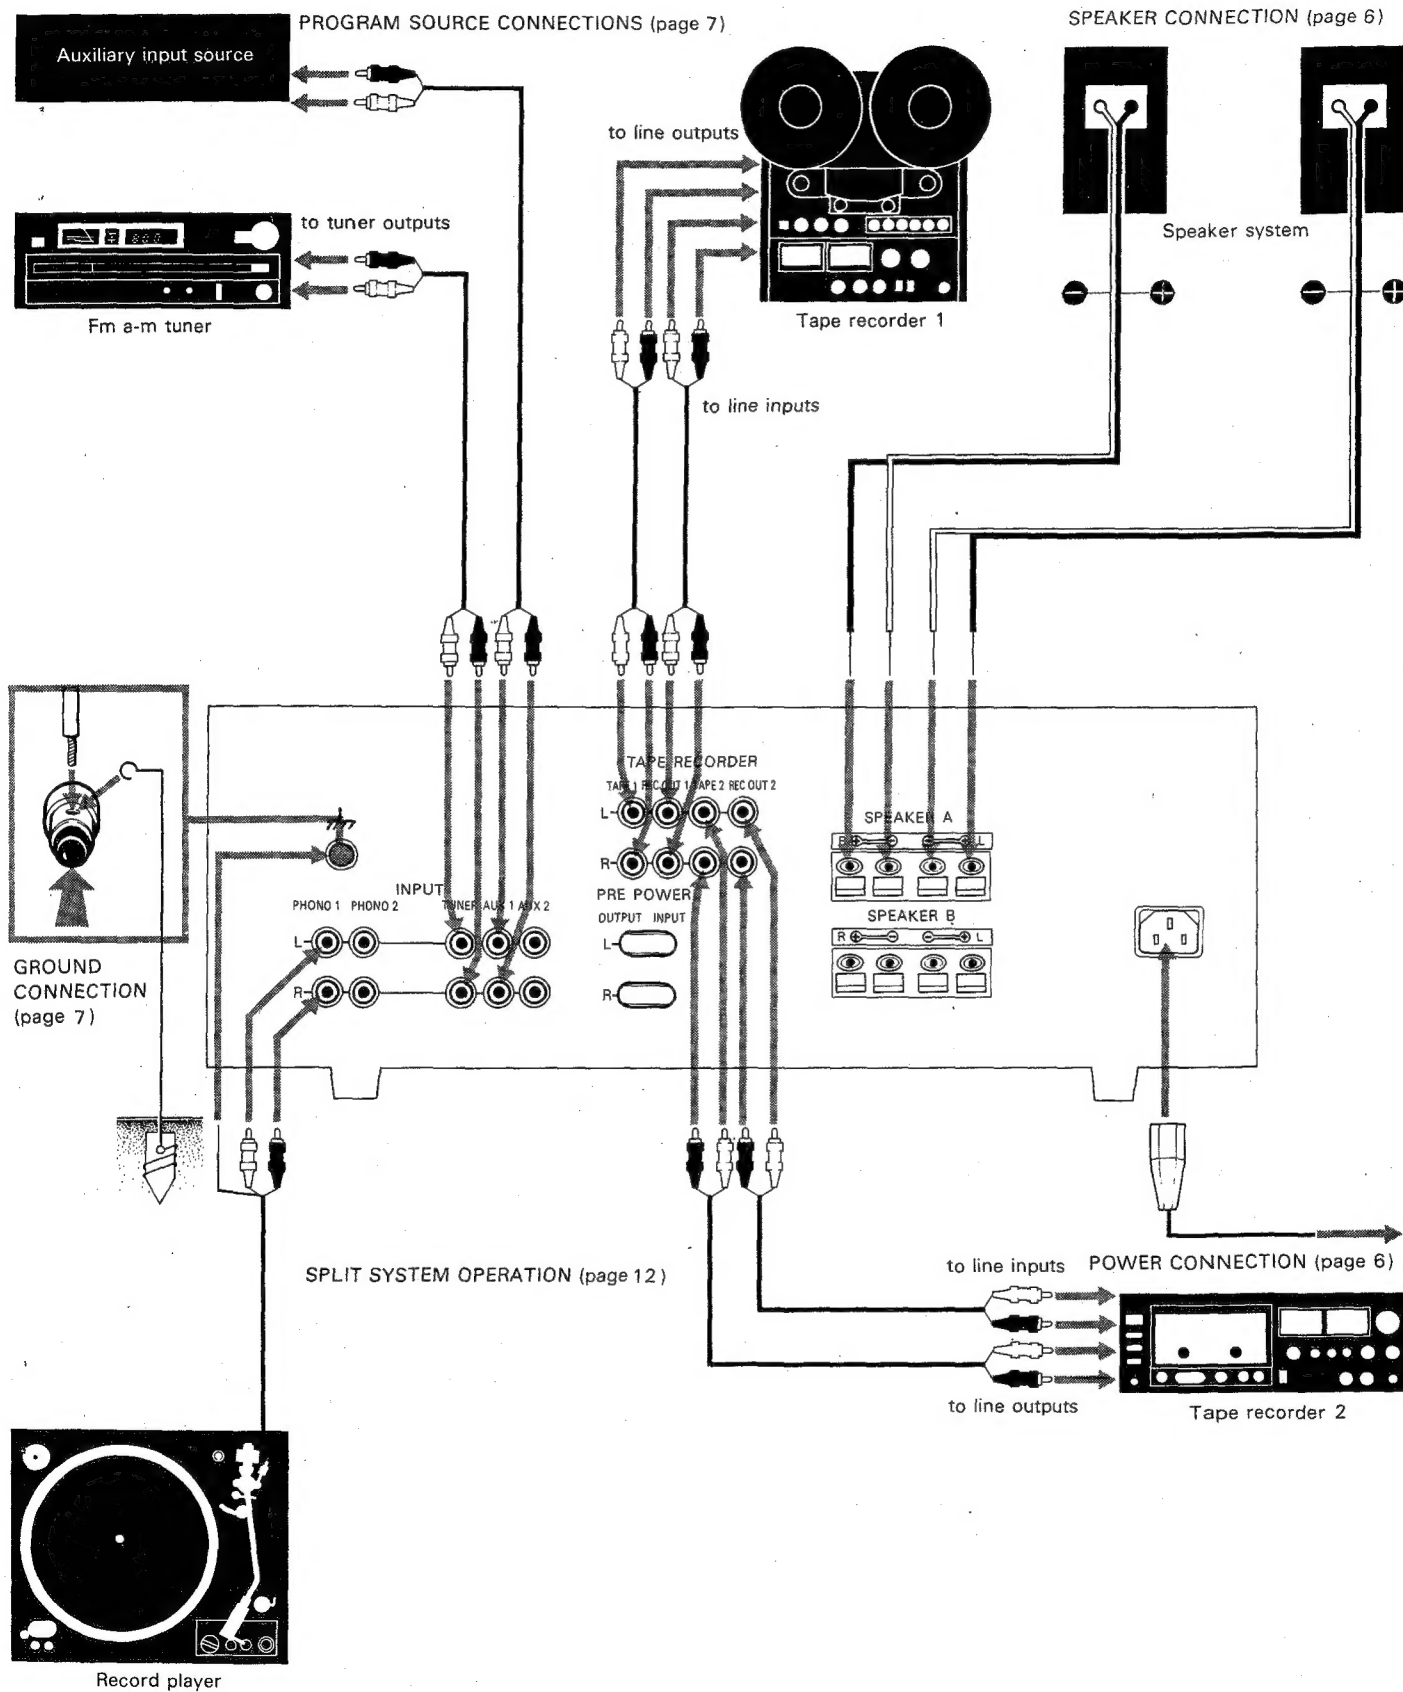 PROGRAM SOURCE CONNECTIONS (page 7)
SPEAKER CONNECTION (page 6)
Auxiliary input source
to line outputs
to tuner outputs
Speaker system
Fm a-m tuner
Tape recorder 1
to line inputs
TAPE RECORDER
TAPE 1 REC OUT 1 TAPE 2 REC OUT 2
L
R
SPEAKER A
R + - - + L
INPUT
PHONO 1 PHONO 2 TUNER AUX 1 AUX 2
L
R
PRE POWER
OUTPUT INPUT
L
R
SPEAKER B
R + - - + L
GROUND
CONNECTION
(page 7)
SPLIT SYSTEM OPERATION (page 12)
to line inputs
POWER CONNECTION (page 6)
to line outputs
Tape recorder 2
Record player